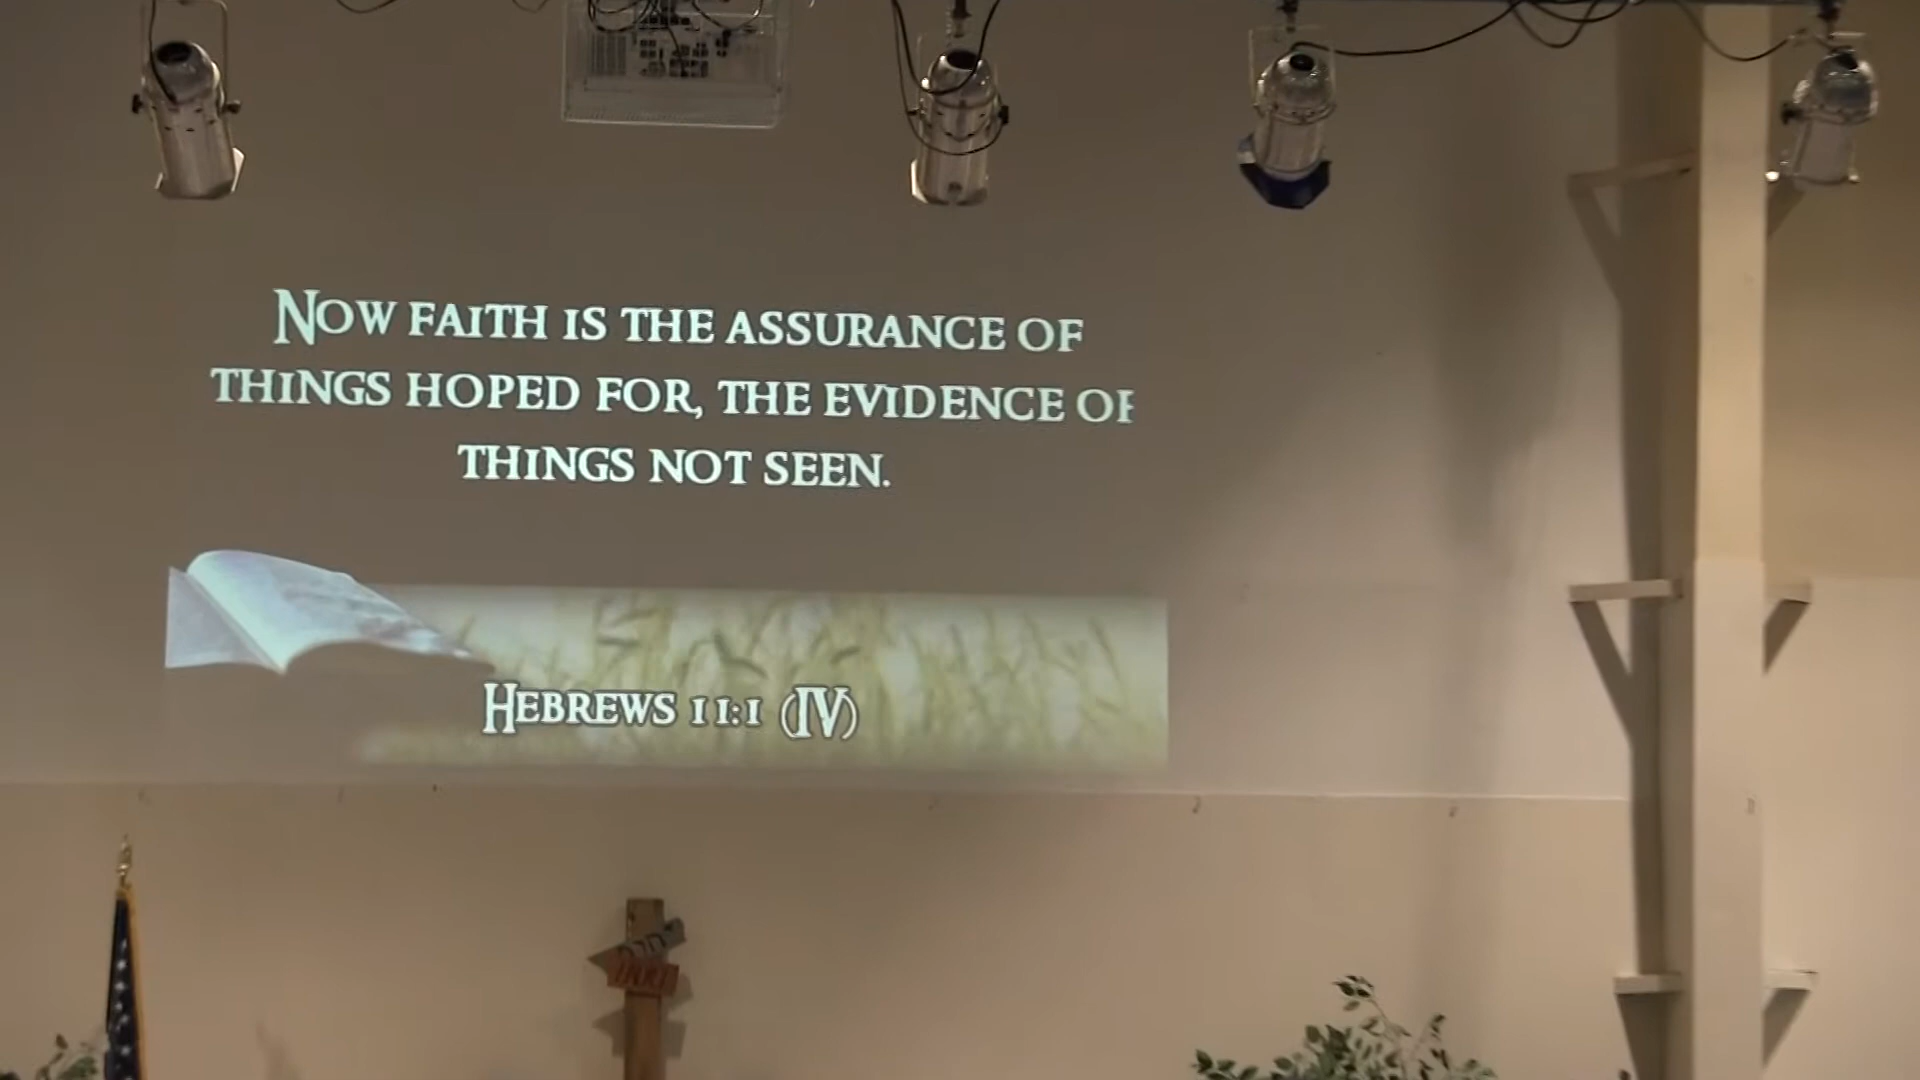 Now faith is the assurance of
things hoped for, the evidence of
things not seen.
Hebrews 11:1 (IV)